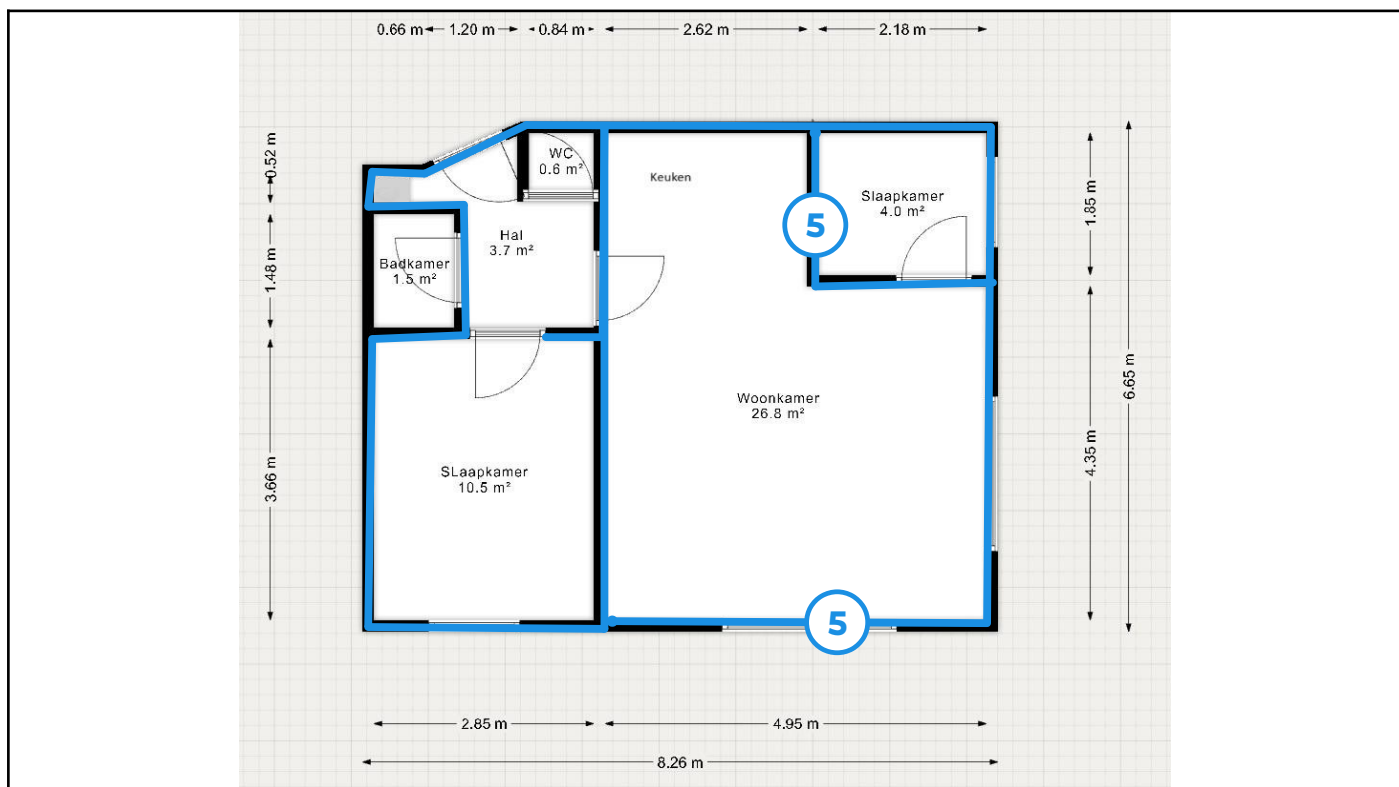 0.66 m
1.20 m
0.84 m
2.62 m
2.18 m
0.52 m
1.48 m
3.66 m
WC
0.6 m²
Keuken
Slaapkamer
4.0 m²
5
Hal
3.7 m²
Badkamer
1.5 m²
1.85 m
4.35 m
6.65 m
Woonkamer
26.8 m²
SLaapkamer
10.5 m²
5
2.85 m
4.95 m
8.26 m